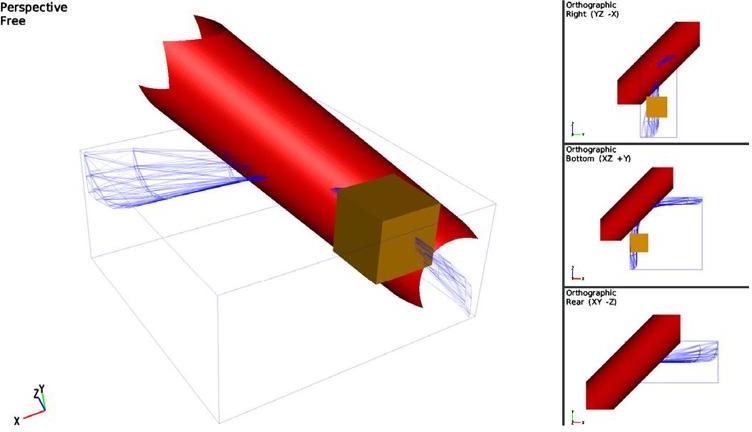 Perspective
Free
X
Z
Y
Orthographic
Right (YZ -X)
Z
Y
Orthographic
Bottom (XZ +Y)
Z
X
Orthographic
Rear (XY -Z)
Y
X